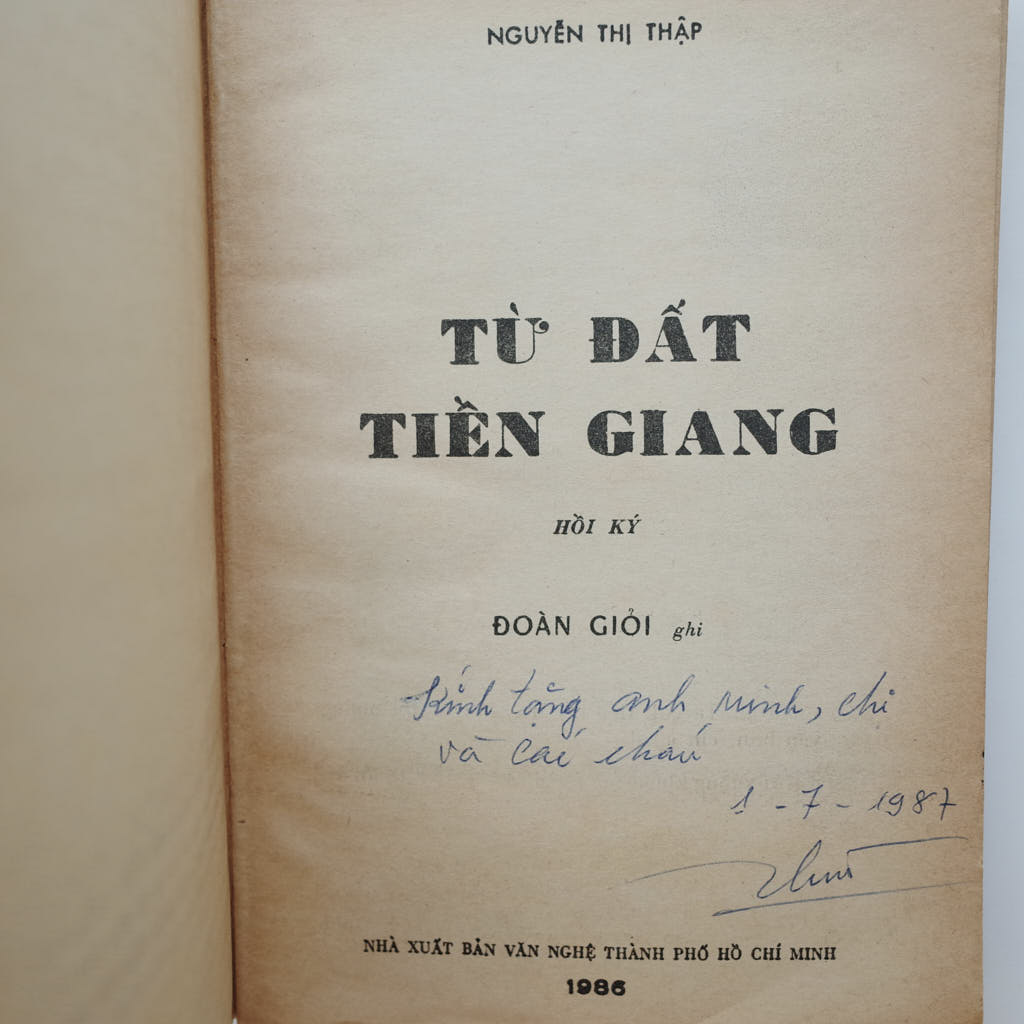 NGUYỄN THỊ THẬP
TỪ ĐẤT
TIỀN GIANG
HỒI KÝ
ĐOÀN GIỎI ghi
Kính tặng anh minh, chị
và các cháu
1-7-1987
NHÀ XUẤT BẢN VĂN NGHỆ THÀNH PHỐ HỒ CHÍ MINH
1986